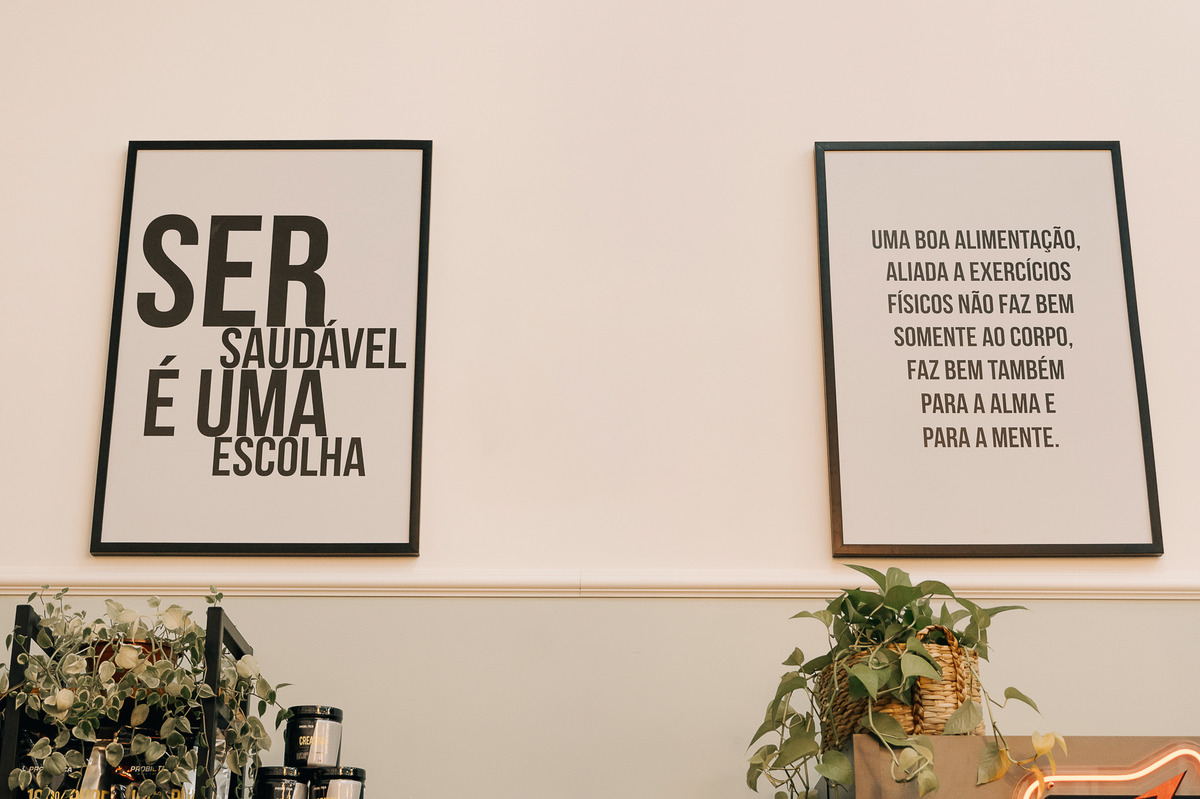 SER
SAUDÁVEL
É UMA
ESCOLHA
UMA BOA ALIMENTAÇÃO,
ALIADA A EXERCÍCIOS
FÍSICOS NÃO FAZ BEM
SOMENTE AO CORPO,
FAZ BEM TAMBÉM
PARA A ALMA E
PARA A MENTE.